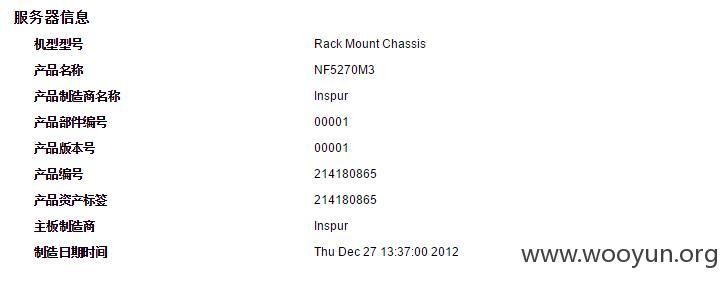 服务器信息
机型型号 Rack Mount Chassis
产品名称 NF5270M3
产品制造商名称 Inspur
产品部件编号 00001
产品版本号 00001
产品编号 214180865
产品资产标签 214180865
主板制造商 Inspur
制造日期时间 Thu Dec 27 13:37:00 2012
www.wooyun.org